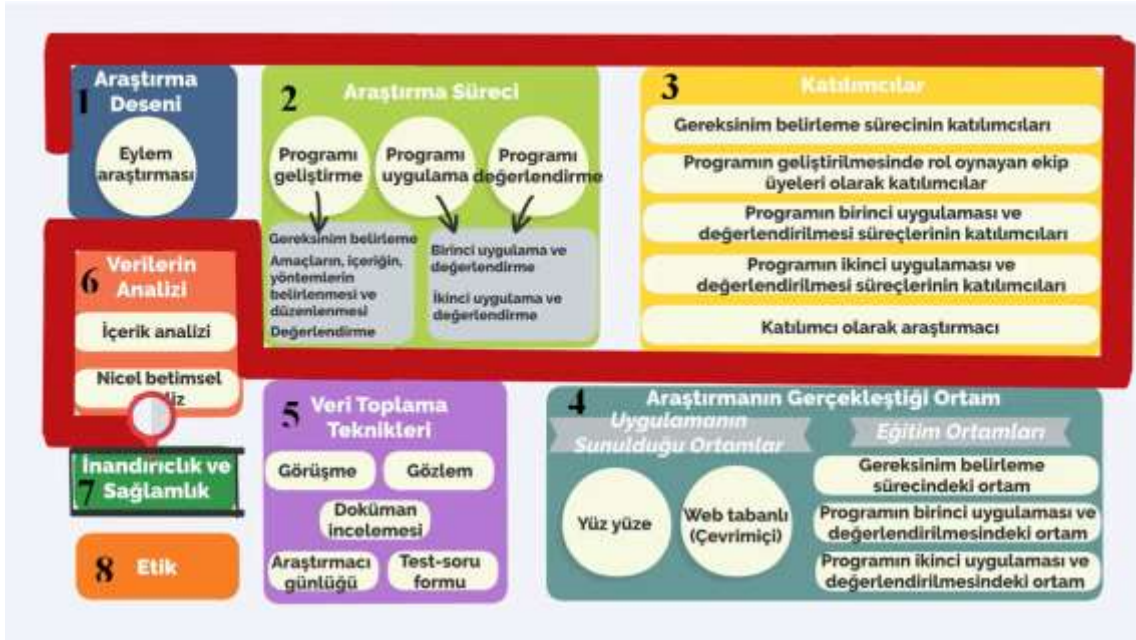 1
Araştırma
Deseni
Eylem
araştırması
2
Araştırma Süreci
Programı
geliştirme
Programı
uygulama
Programı
değerlendirme
Gereksinim belirleme
Amaçların, içeriğin,
yöntemlerin
belirlenmesi ve
düzenlenmesi
Değerlendirme
Birinci uygulama ve
değerlendirme
İkinci uygulama ve
değerlendirme
3
Katılımcılar
Gereksinim belirleme sürecinin katılımcıları
Programın geliştirilmesinde rol oynayan ekip
üyeleri olarak katılımcılar
Programın birinci uygulaması ve
değerlendirilmesi süreçlerinin katılımcıları
Programın ikinci uygulaması ve
değerlendirilmesi süreçlerinin katılımcıları
Katılımcı olarak araştırmacı
4
Araştırmanın Gerçekleştiği Ortam
Uygulamanın
Sunulduğu Ortamlar
Yüz yüze
Web tabanlı
(Çevrimiçi)
Eğitim Ortamları
Gereksinim belirleme
sürecindeki ortam
Programın birinci uygulaması ve
değerlendirilmesindeki ortam
Programın ikinci uygulaması ve
değerlendirilmesindeki ortam
5
Veri Toplama
Teknikleri
Görüşme
Gözlem
Doküman
incelemesi
Araştırmacı
günlüğü
Test-soru
formu
6
Verilerin
Analizi
İçerik analizi
Nicel betimsel
7
İnandırıclık ve
Sağlamlık
8
Etik